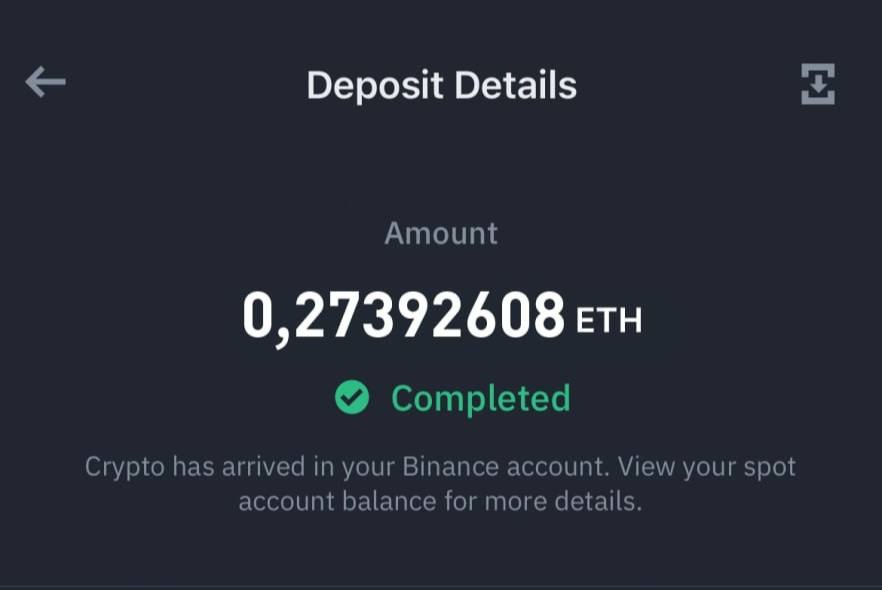 Deposit Details
Amount
0,27392608 ETH
Completed
Crypto has arrived in your Binance account. View your spot
account balance for more details.